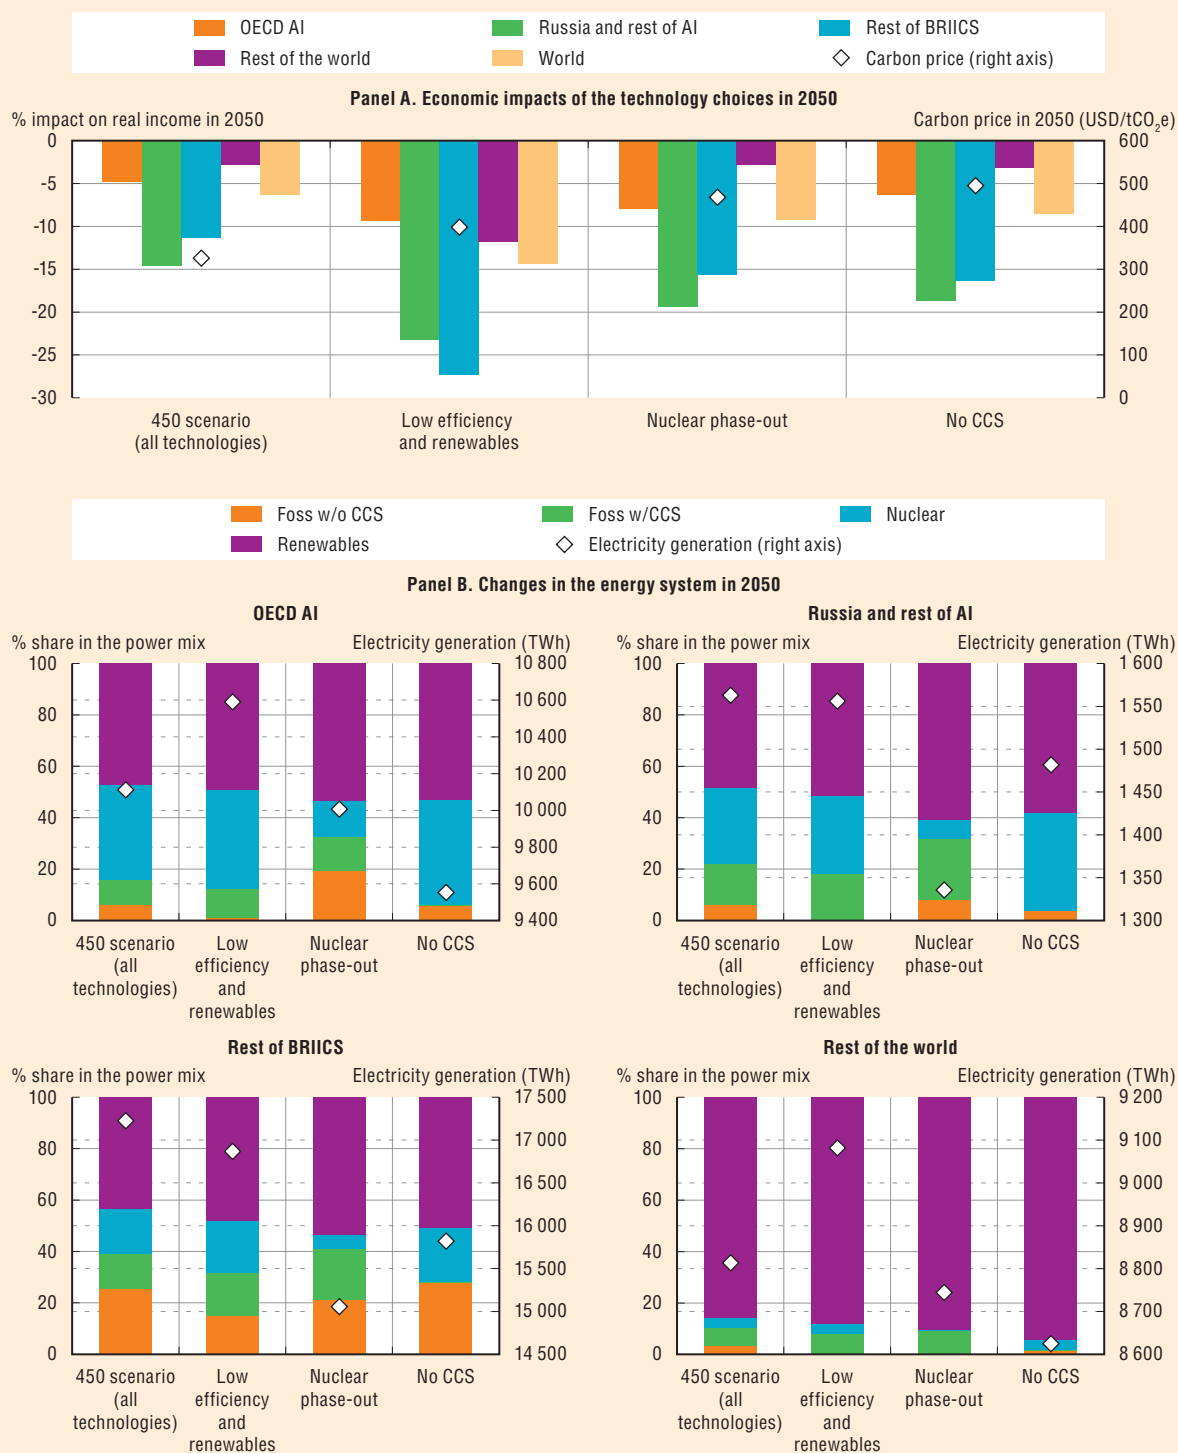 OECD AI
Russia and rest of AI
Rest of BRIICS
Rest of the world
World
Carbon price (right axis)
Panel A. Economic impacts of the technology choices in 2050
% impact on real income in 2050
Carbon price in 2050 (USD/tCO2e)
0
-5
-10
-15
-20
-25
-30
600
500
400
300
200
100
0
450 scenario
(all technologies)
Low efficiency
and renewables
Nuclear phase-out
No CCS
Foss w/o CCS
Foss w/CCS
Nuclear
Renewables
Electricity generation (right axis)
Panel B. Changes in the energy system in 2050
OECD AI
% share in the power mix
Electricity generation (TWh)
100
80
60
40
20
0
10 800
10 600
10 400
10 200
10 000
9 800
9 600
9 400
450 scenario
(all
technologies)
Low
efficiency
and
renewables
Nuclear
phase-out
No CCS
Russia and rest of AI
% share in the power mix
Electricity generation (TWh)
100
80
60
40
20
0
1 600
1 550
1 500
1 450
1 400
1 350
1 300
450 scenario
(all
technologies)
Low
efficiency
and
renewables
Nuclear
phase-out
No CCS
Rest of BRIICS
% share in the power mix
Electricity generation (TWh)
100
80
60
40
20
0
17 500
17 000
16 500
16 000
15 500
15 000
14 500
450 scenario
(all
technologies)
Low
efficiency
and
renewables
Nuclear
phase-out
No CCS
Rest of the world
% share in the power mix
Electricity generation (TWh)
100
80
60
40
20
0
9 200
9 100
9 000
8 900
8 800
8 700
8 600
450 scenario
(all
technologies)
Low
efficiency
and
renewables
Nuclear
phase-out
No CCS